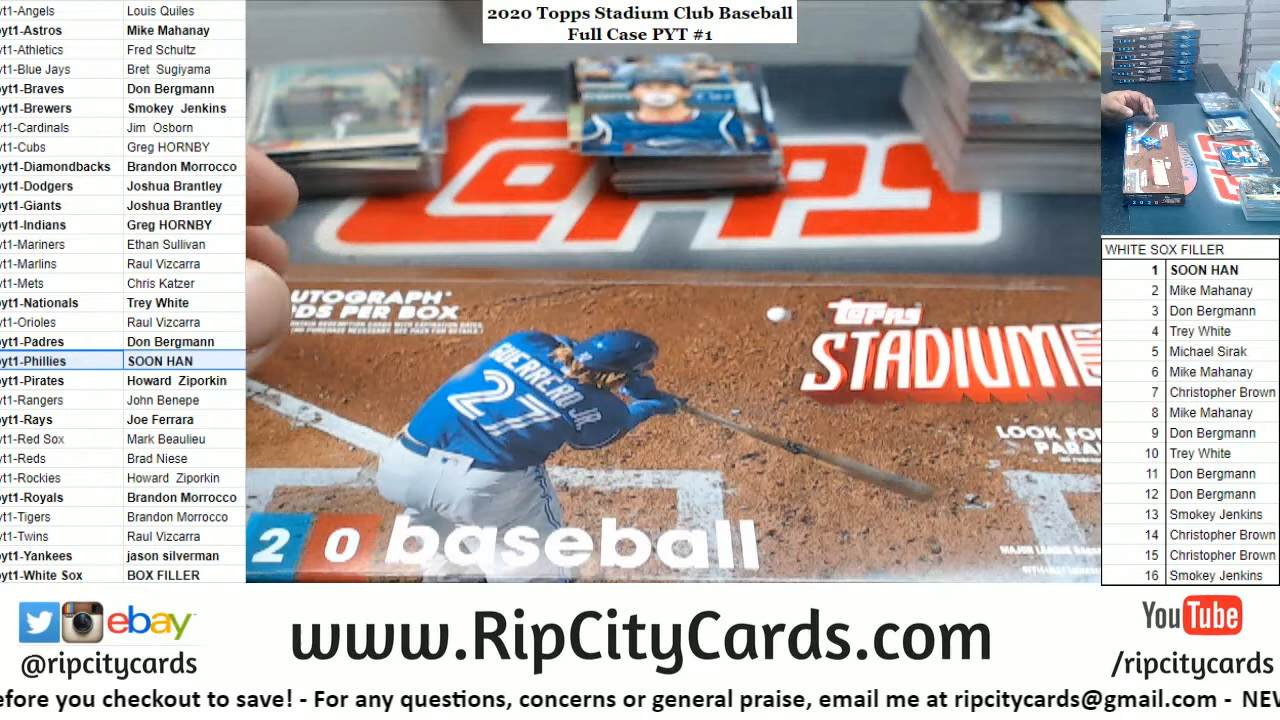 yt1-Angels Louis Quiles
yt1-Astros Mike Mahanay
yt1-Athletics Fred Schultz
yt1-Blue Jays Bret Sugiyama
yt1-Braves Don Bergmann
yt1-Brewers Smokey Jenkins
yt1-Cardinals Jim Osborn
yt1-Cubs Greg HORNBY
yt1-Diamondbacks Brandon Morrocco
yt1-Dodgers Joshua Brantley
yt1-Giants Joshua Brantley
yt1-Indians Greg HORNBY
yt1-Mariners Ethan Sullivan
yt1-Marlins Raul Vizcarra
yt1-Mets Chris Katzer
yt1-Nationals Trey White
yt1-Orioles Raul Vizcarra
yt1-Padres Don Bergmann
yt1-Phillies SOON HAN
yt1-Pirates Howard Ziporkin
yt1-Rangers John Benepe
yt1-Rays Joe Ferrara
yt1-Red Sox Mark Beaulieu
yt1-Reds Brad Niese
yt1-Rockies Howard Ziporkin
yt1-Royals Brandon Morrocco
yt1-Tigers Brandon Morrocco
yt1-Twins Raul Vizcarra
yt1-Yankees jason silverman
yt1-White Sox BOX FILLER
2020 Topps Stadium Club Baseball
Full Case PYT #1
Topps
UTOGRAPH
DS PER BOX
GUERRERO JR.
27
Topps
STADIUM
LOOK FO
PARA
2 0 baseball
WHITE SOX FILLER
1 SOON HAN
2 Mike Mahanay
3 Don Bergmann
4 Trey White
5 Michael Sirak
6 Mike Mahanay
7 Christopher Brown
8 Mike Mahanay
9 Don Bergmann
10 Trey White
11 Don Bergmann
12 Don Bergmann
13 Smokey Jenkins
14 Christopher Brown
15 Christopher Brown
16 Smokey Jenkins
ebay
@ripcitycards
www.RipCityCards.com
YouTube
/ripcitycards
efore you checkout to save! - For any questions, concerns or general praise, email me at ripcitycards@gmail.com - NEV